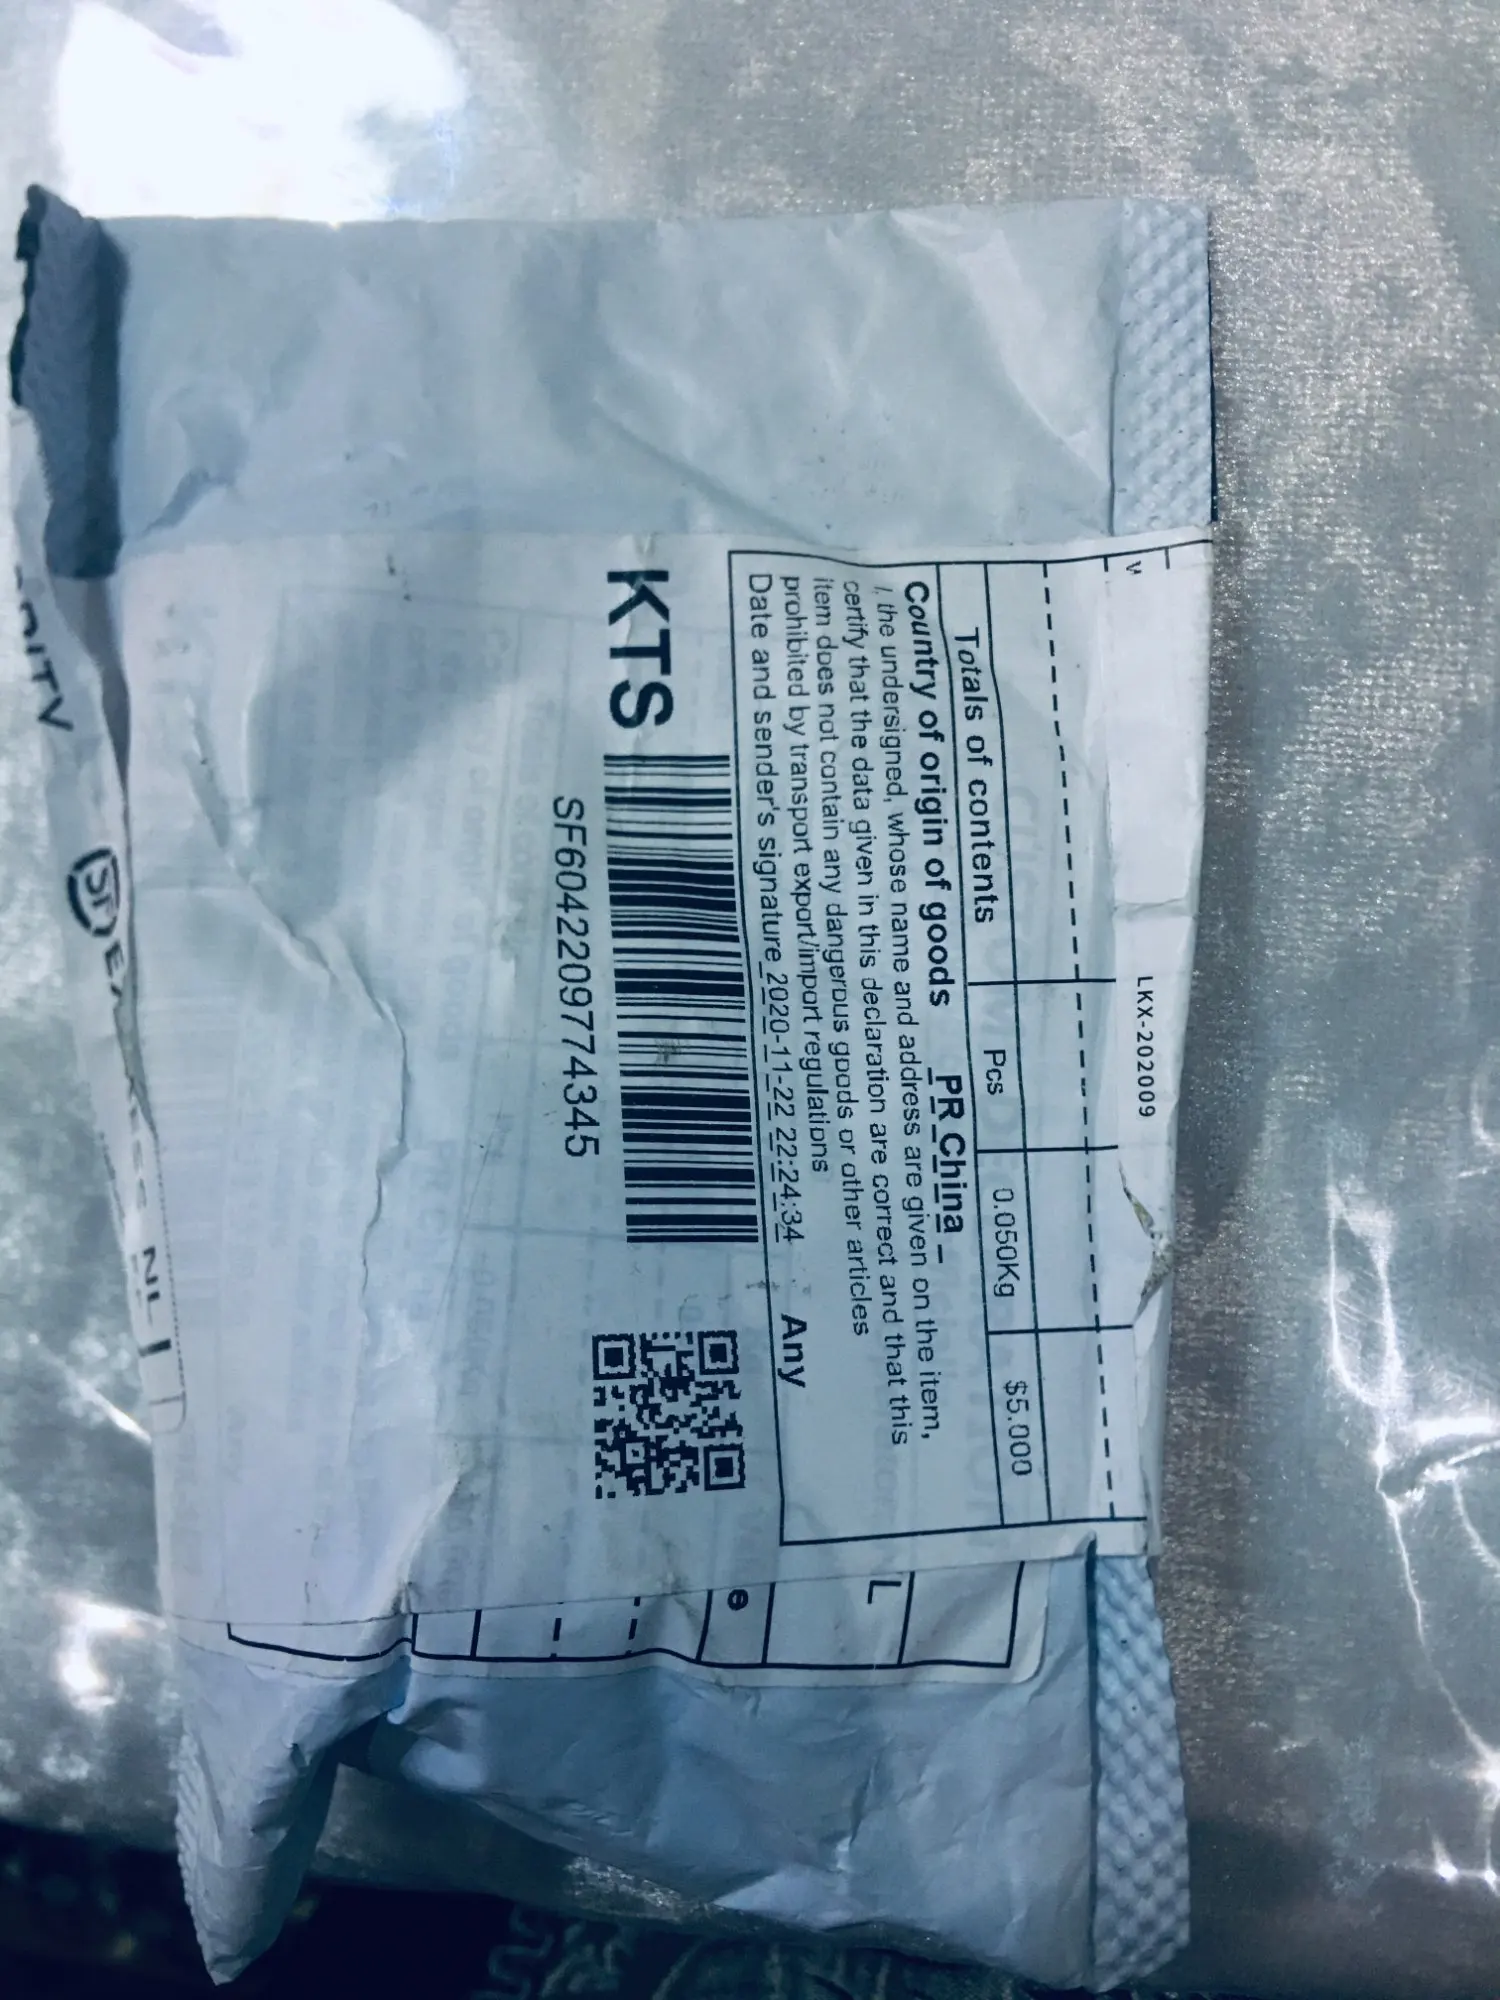 LKX-202009
Totals of contents Pcs 0.050Kg $5.000
Country of origin of goods PR China
I, the undersigned, whose name and address are given on the item,
certify that the data given in this declaration are correct and that this
item does not contain any dangerous goods or other articles
prohibited by transport export/import regulations
Date and sender's signature 2020-11-22 22:24:34 Any
KTS
SF6042209774345
L
e
SF
NL